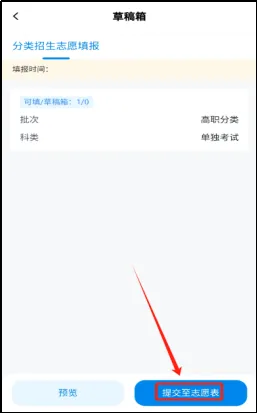 草稿箱
分类招生志愿填报
填报时间:
可填/草稿箱: 1/0
批次 高职分类
科类 单独考试
预览 提交至志愿表